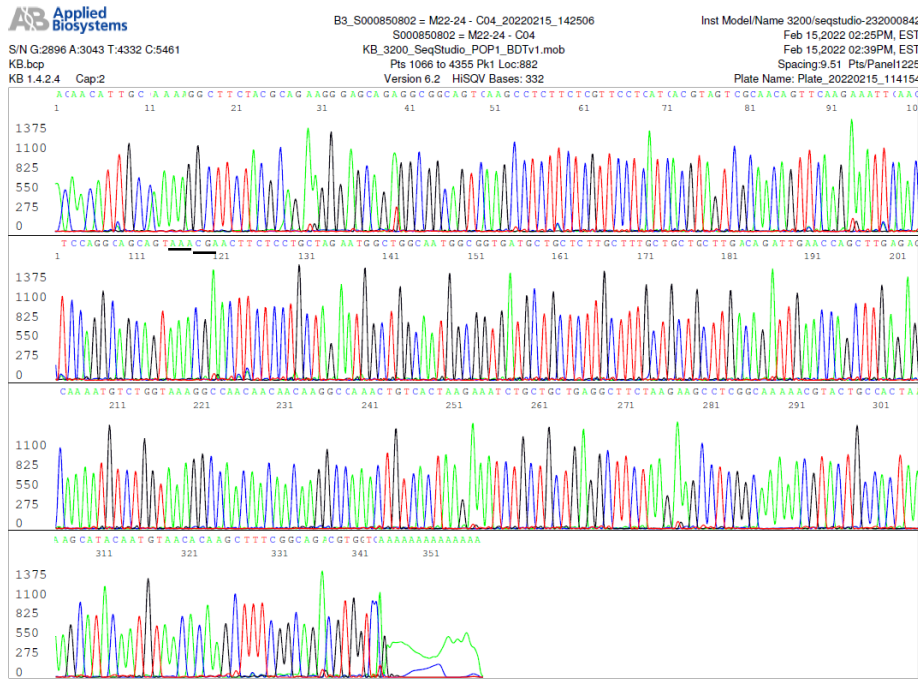 Applied Biosystems
B3_S000850802 = M22-24 - C04_20220215_142506
Inst Model/Name 3200/seqstudio-232000842
S000850802 = M22-24 - C04
Feb 15,2022 02:25PM, EST
S/N G:2896 A:3043 T:4332 C:5461
KB_3200_SeqStudio_POP1_BDTv1.mob
Feb 15,2022 02:39PM, EST
KB.bcp
Pts 1066 to 4355 Pk1 Loc:882
Spacing:9.51 Pts/Panel1225
KB 1.4.2.4 Cap:2
Version 6.2 HiSQV Bases: 332
Plate Name: Plate_20220215_114154
1 11 21 31 41 51 61 71 81 91 10
1375
1100
825
550
275
0
TCCAGGCAGCAGTAAACGAACTTCTCCTGCTAGAATGGCTGGCAATGGCGGTGATGCTGCTCTTGCTTTGCTGCTGCTTGACAGATTGAACCAGCTTGAGAG
1 111 121 131 141 151 161 171 181 191 201
1375
1100
825
550
275
0
CAAAATGTCTGGTAAAGGCCAACAACAACAAGGCCAAACTGTCACTAAGAAATCTGCTGCTGAGGCTTCTAAGAAGCCTCGGCAAAAACGTACTGCCACTAA
211 221 231 241 251 261 271 281 291 301
1100
825
550
275
0
AAGCATACAATGTAACACAAGCTTTCGGCAGACGTGGTCAAAAAAAAAAAAAAA
311 321 331 341 351
1375
1100
825
550
275
0